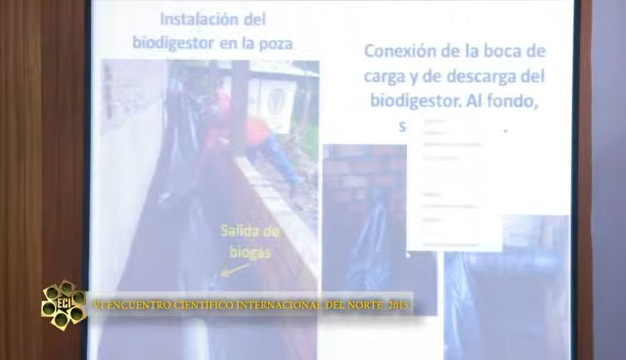 Instalación del
biodigestor en la poza
Conexión de la boca de
carga y de descarga del
biodigestor. Al fondo,
s
Salida de
biogas
ECI
VI ENCUENTRO CIENTÍFICO INTERNACIONAL DEL NORTE 2015